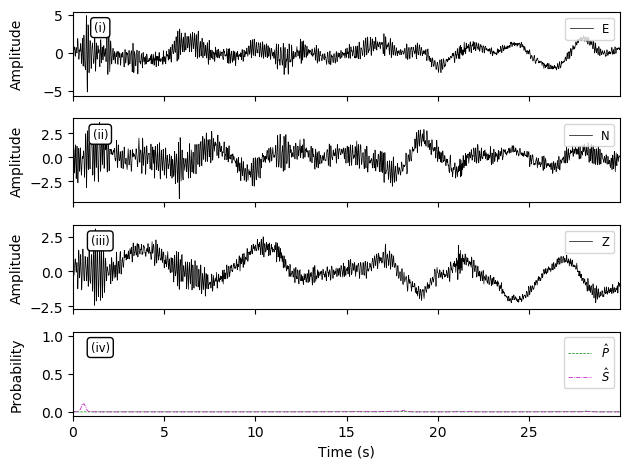 Amplitude
5
0
−5
(i)
E
Amplitude
2.5
0.0
−2.5
(ii)
N
Amplitude
2.5
0.0
−2.5
(iii)
Z
Probability
1.0
0.5
0.0
(iv)
P̂
Ŝ
0 5 10 15 20 25
Time (s)